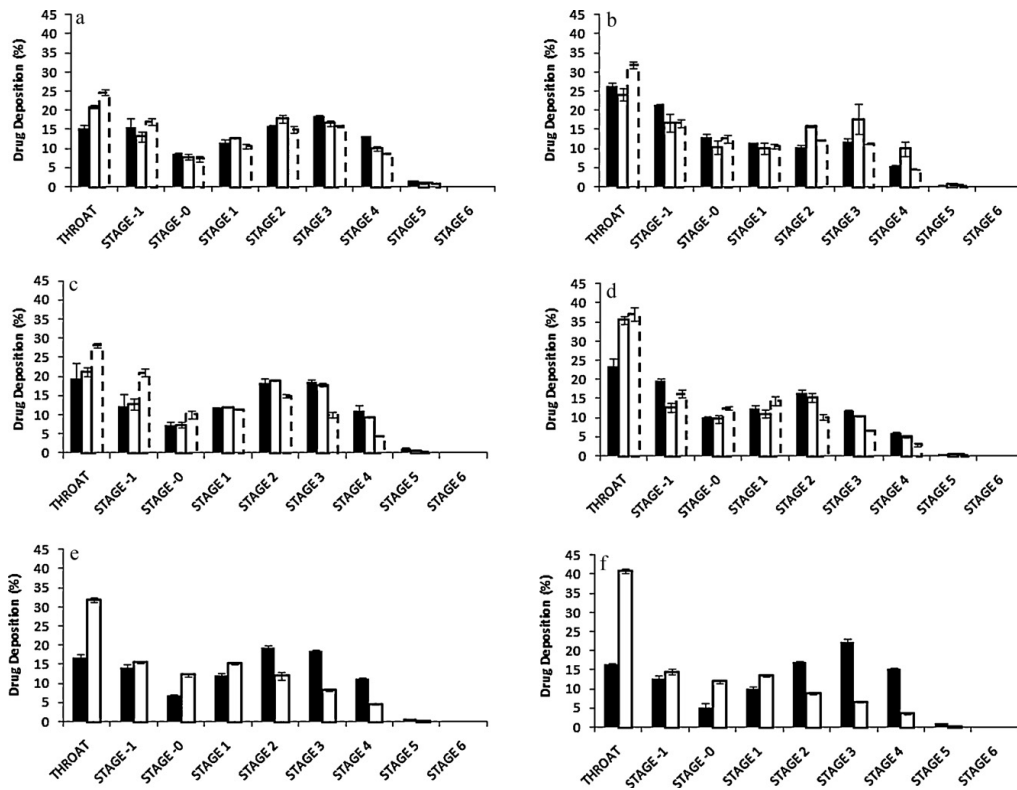 a
Drug Deposition (%)
45
40
35
30
25
20
15
10
5
0
THROAT
STAGE -1
STAGE -0
STAGE 1
STAGE 2
STAGE 3
STAGE 4
STAGE 5
STAGE 6
b
Drug Deposition (%)
45
40
35
30
25
20
15
10
5
0
THROAT
STAGE -1
STAGE -0
STAGE 1
STAGE 2
STAGE 3
STAGE 4
STAGE 5
STAGE 6
c
Drug Deposition (%)
45
40
35
30
25
20
15
10
5
0
THROAT
STAGE -1
STAGE -0
STAGE 1
STAGE 2
STAGE 3
STAGE 4
STAGE 5
STAGE 6
d
Drug Deposition (%)
45
40
35
30
25
20
15
10
5
0
THROAT
STAGE -1
STAGE -0
STAGE 1
STAGE 2
STAGE 3
STAGE 4
STAGE 5
STAGE 6
e
Drug Deposition (%)
45
40
35
30
25
20
15
10
5
0
THROAT
STAGE -1
STAGE -0
STAGE 1
STAGE 2
STAGE 3
STAGE 4
STAGE 5
STAGE 6
f
Drug Deposition (%)
45
40
35
30
25
20
15
10
5
0
THROAT
STAGE -1
STAGE -0
STAGE 1
STAGE 2
STAGE 3
STAGE 4
STAGE 5
STAGE 6